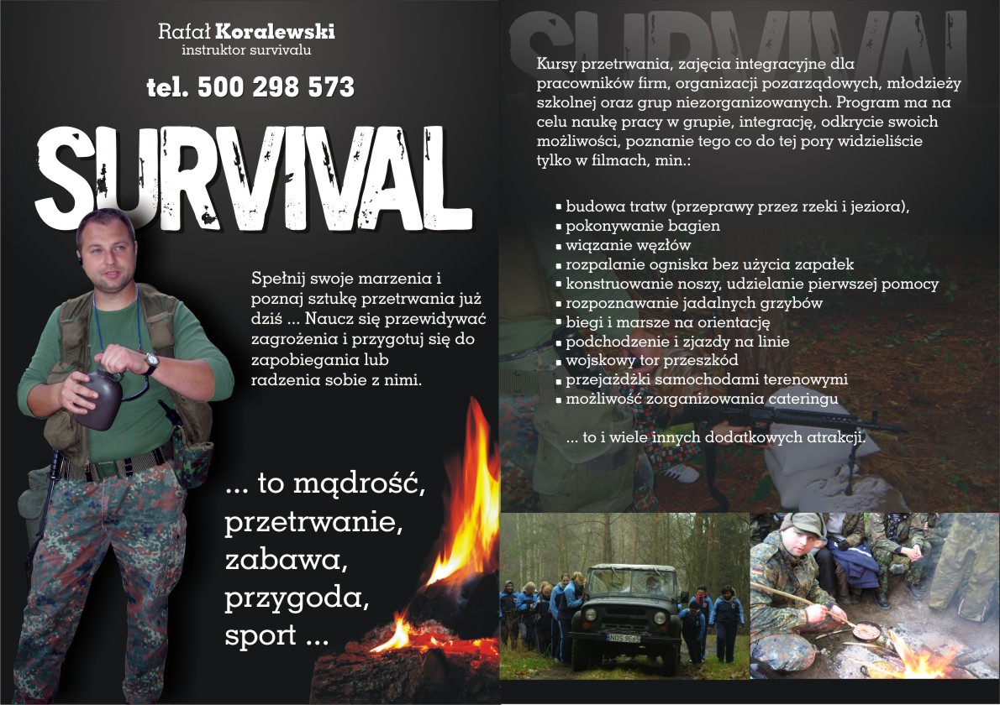 Rafał Koralewski
instruktor survivalu
tel. 500 298 573
SURVIVAL
Spełnij swoje marzenia i
poznaj sztukę przetrwania już
dziś ... Naucz się przewidywać
zagrożenia i przygotuj się do
zapobiegania lub
radzenia sobie z nimi.
... to mądrość,
przetrwanie,
zabawa,
przygoda,
sport ...
SURVIVAL
Kursy przetrwania, zajęcia integracyjne dla
pracowników firm, organizacji pozarządowych, młodzieży
szkolnej oraz grup niezorganizowanych. Program ma na
celu naukę pracy w grupie, integrację, odkrycie swoich
możliwości, poznanie tego co do tej pory widzieliście
tylko w filmach, min.:
▪ budowa tratw (przeprawy przez rzeki i jeziora),
▪ pokonywanie bagien
▪ wiązanie węzłów
▪ rozpalanie ogniska bez użycia zapałek
▪ konstruowanie noszy, udzielanie pierwszej pomocy
▪ rozpoznawanie jadalnych grzybów
▪ biegi i marsze na orientację
▪ podchodzenie i zjazdy na linie
▪ wojskowy tor przeszkód
▪ przejażdżki samochodami terenowymi
▪ możliwość zorganizowania cateringu
... to i wiele innych dodatkowych atrakcji.